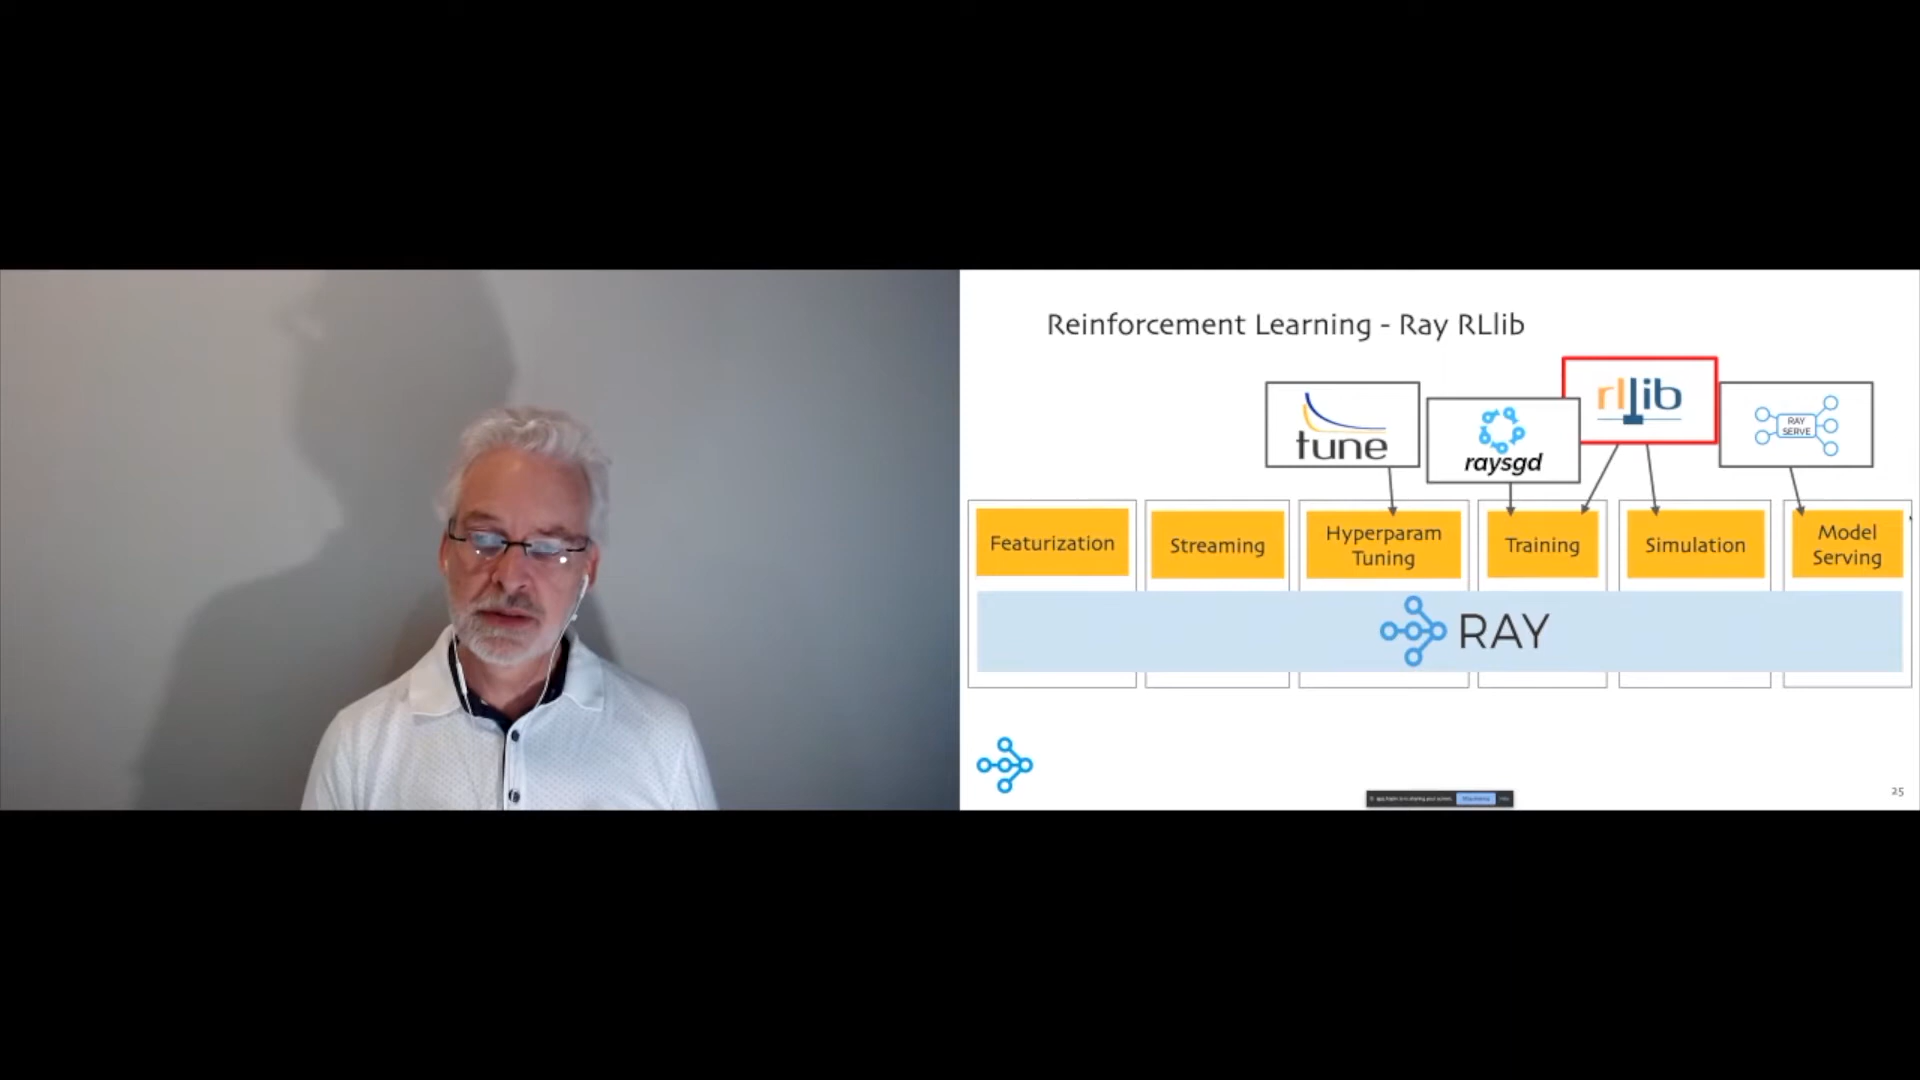 Reinforcement Learning - Ray RLlib
tune
raysgd
rllib
RAY
SERVE
Featurization
Streaming
Hyperparam
Tuning
Training
Simulation
Model
Serving
RAY
25